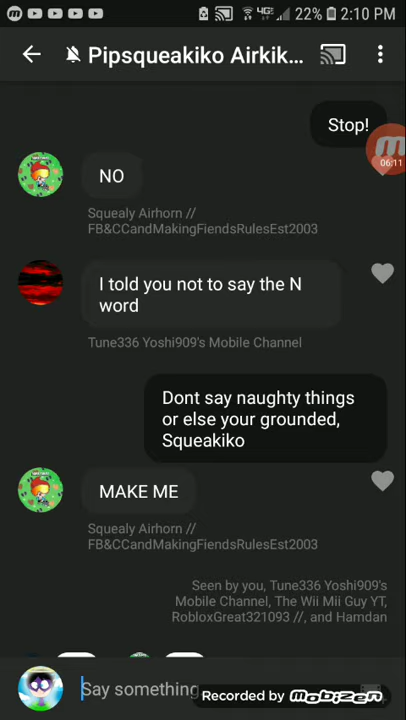 4G 22% 2:10 PM
Pipsqueakiko Airkik...
Stop!
06:11
NO
Squealy Airhorn //
FB&CCandMakingFiendsRulesEst2003
I told you not to say the N
word
Tune336 Yoshi909's Mobile Channel
Dont say naughty things
or else your grounded,
Squeakiko
MAKE ME
Squealy Airhorn //
FB&CCandMakingFiendsRulesEst2003
Seen by you, Tune336 Yoshi909's
Mobile Channel, The Wii Mii Guy YT,
RobloxGreat321093 //, and Hamdan
Say something
Recorded by Mobizen